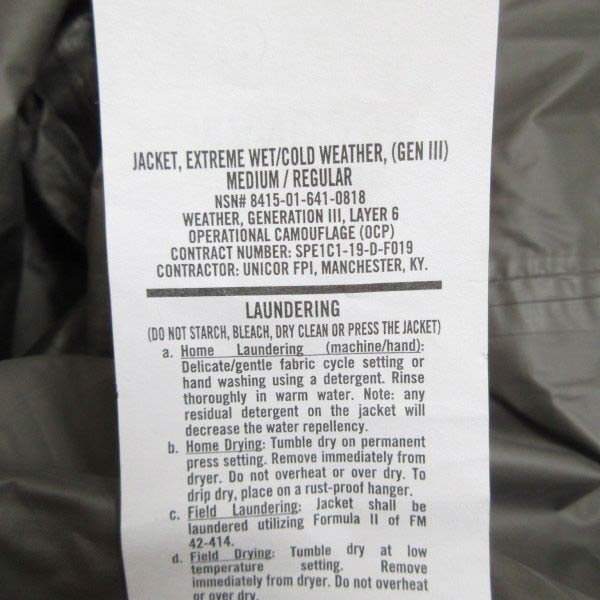 JACKET, EXTREME WET/COLD WEATHER, (GEN III)
MEDIUM / REGULAR
NSN# 8415-01-641-0818
WEATHER, GENERATION III, LAYER 6
OPERATIONAL CAMOUFLAGE (OCP)
CONTRACT NUMBER: SPE1C1-19-D-F019
CONTRACTOR: UNICOR FPI, MANCHESTER, KY.
LAUNDERING
(DO NOT STARCH, BLEACH, DRY CLEAN OR PRESS THE JACKET)
a. Home Laundering (machine/hand):
Delicate/gentle fabric cycle setting or
hand washing using a detergent. Rinse
thoroughly in warm water. Note: any
residual detergent on the jacket will
decrease the water repellency.
b. Home Drying: Tumble dry on permanent
press setting. Remove immediately from
dryer. Do not overheat or over dry. To
drip dry, place on a rust-proof hanger.
c. Field Laundering: Jacket shall be
laundered utilizing Formula II of FM
42-414.
d. Field Drying: Tumble dry at low
temperature setting. Remove
immediately from dryer. Do not overheat
or over dry.